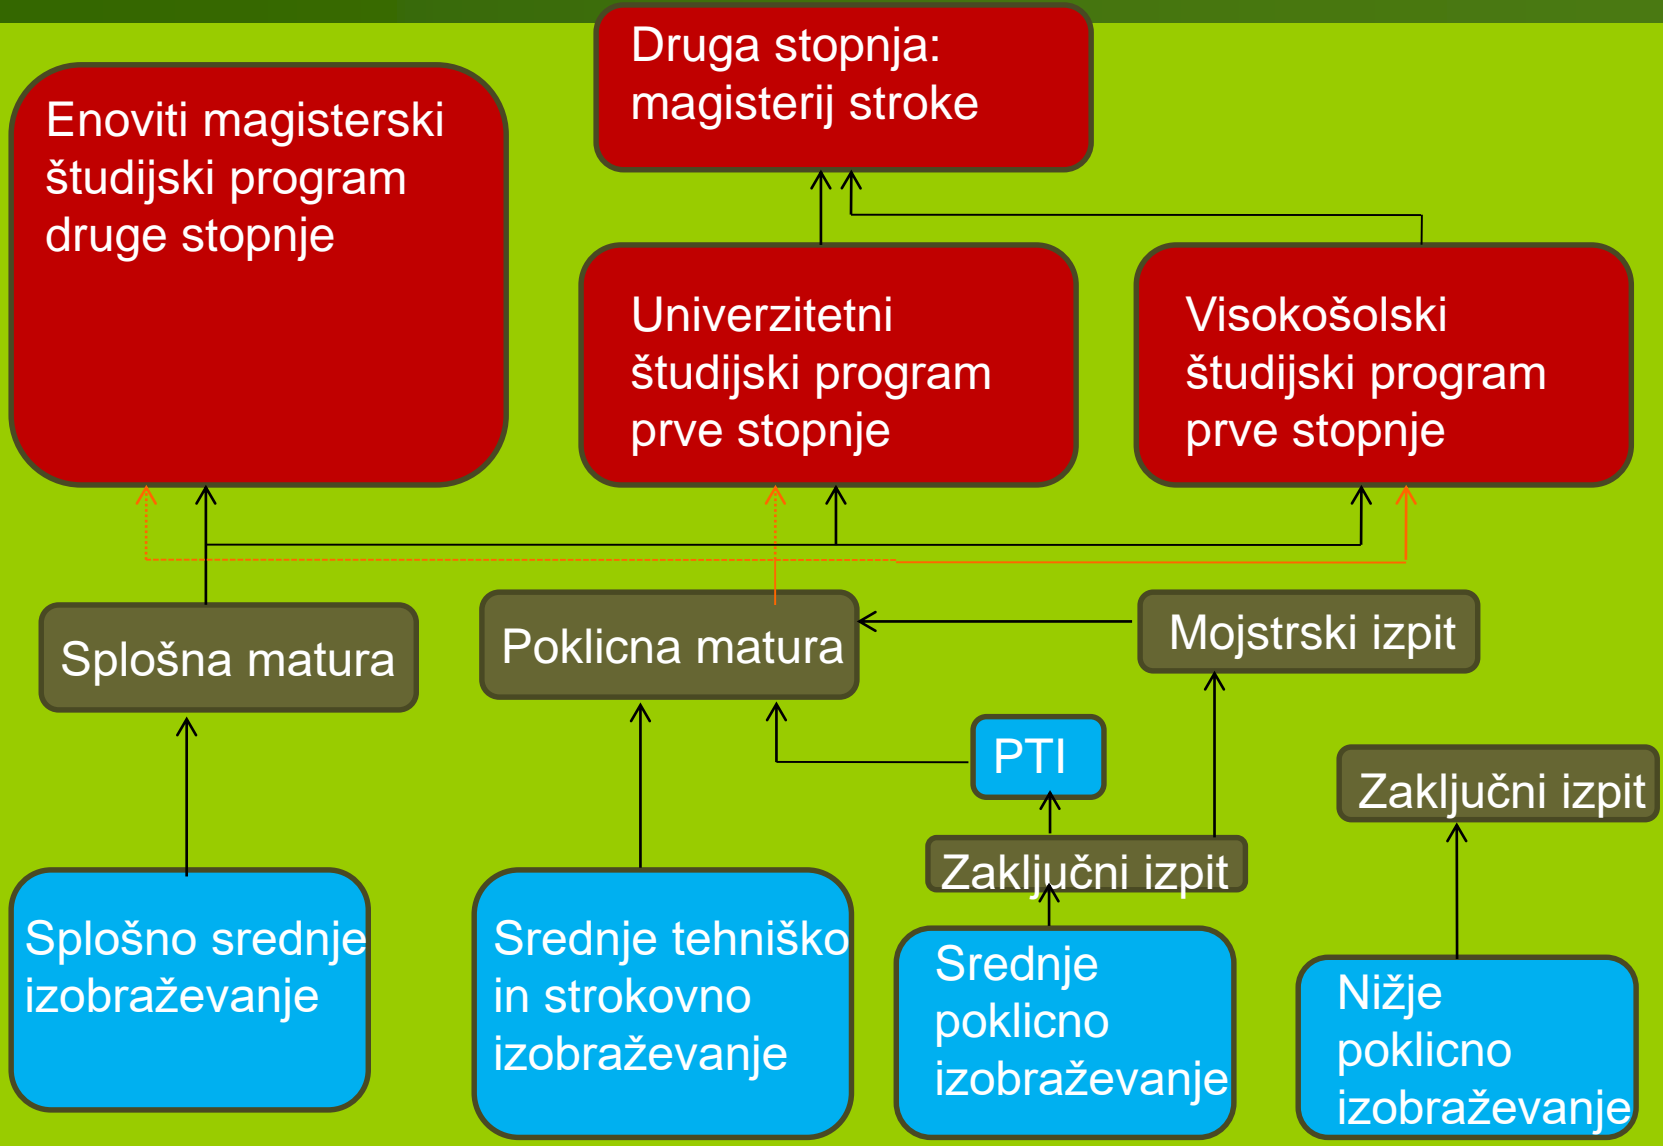 Druga stopnja:
magisterij stroke
Enoviti magisterski
študijski program
druge stopnje
Univerzitetni
študijski program
prve stopnje
Visokošolski
študijski program
prve stopnje
Splošna matura
Poklicna matura
Mojstrski izpit
PTI
Zaključni izpit
Zaključni izpit
Splošno srednje
izobraževanje
Srednje tehniško
in strokovno
izobraževanje
Srednje
poklicno
izobraževanje
Nižje
poklicno
izobraževanje